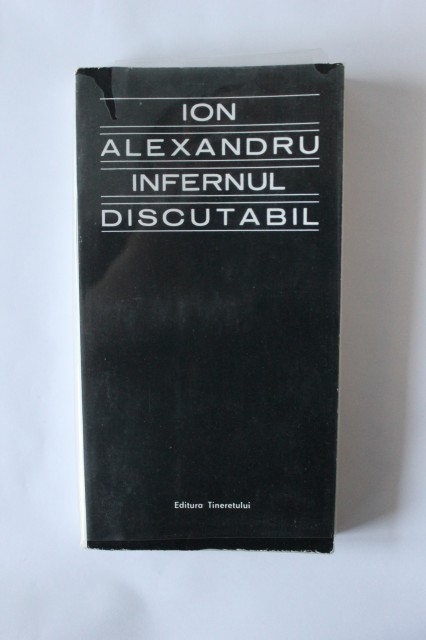 ION
ALEXANDRU
INFERNUL
DISCUTABIL
Editura Tineretului